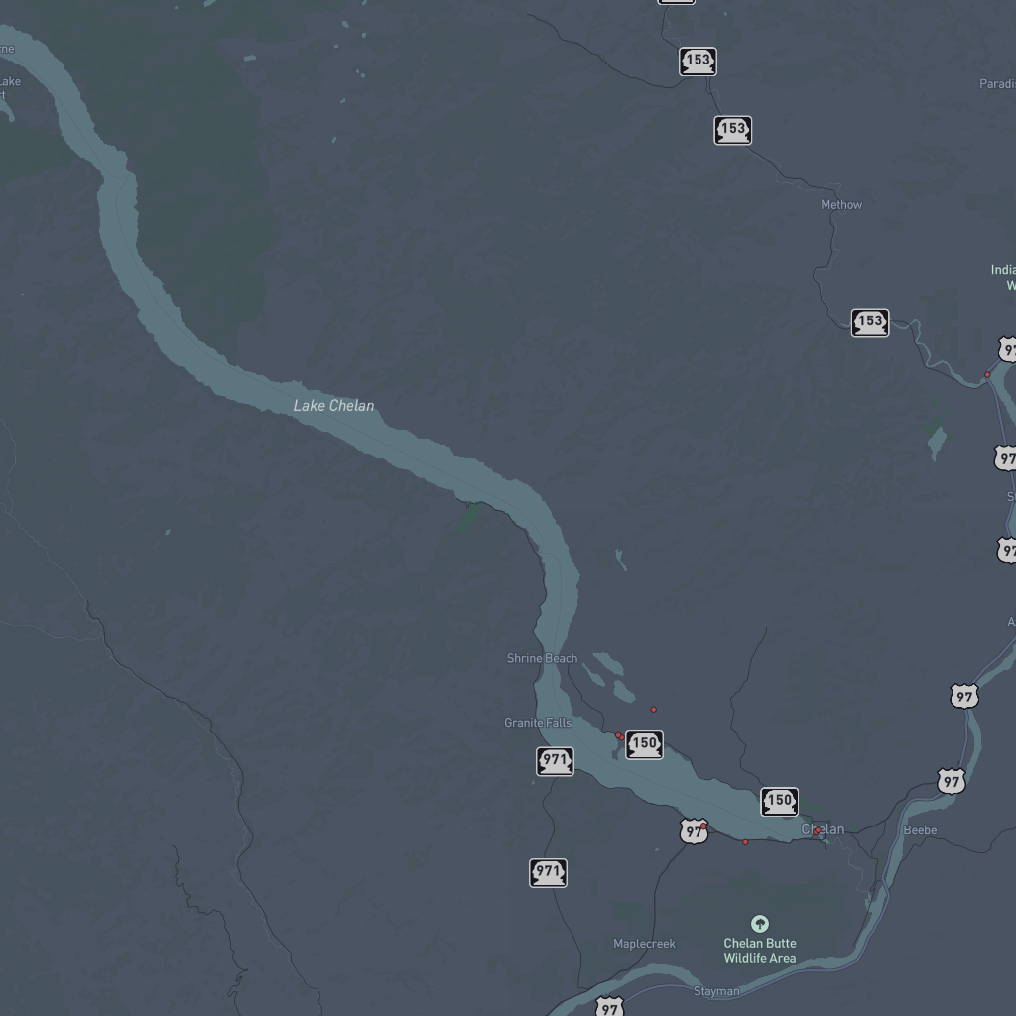 153
153
Methow
153
97
Lake Chelan
97
97
Shrine Beach
97
Granite Falls
150
971
97
150
97
Chelan
Beebe
971
Chelan Butte
Wildlife Area
Maplecreek
Stayman
97